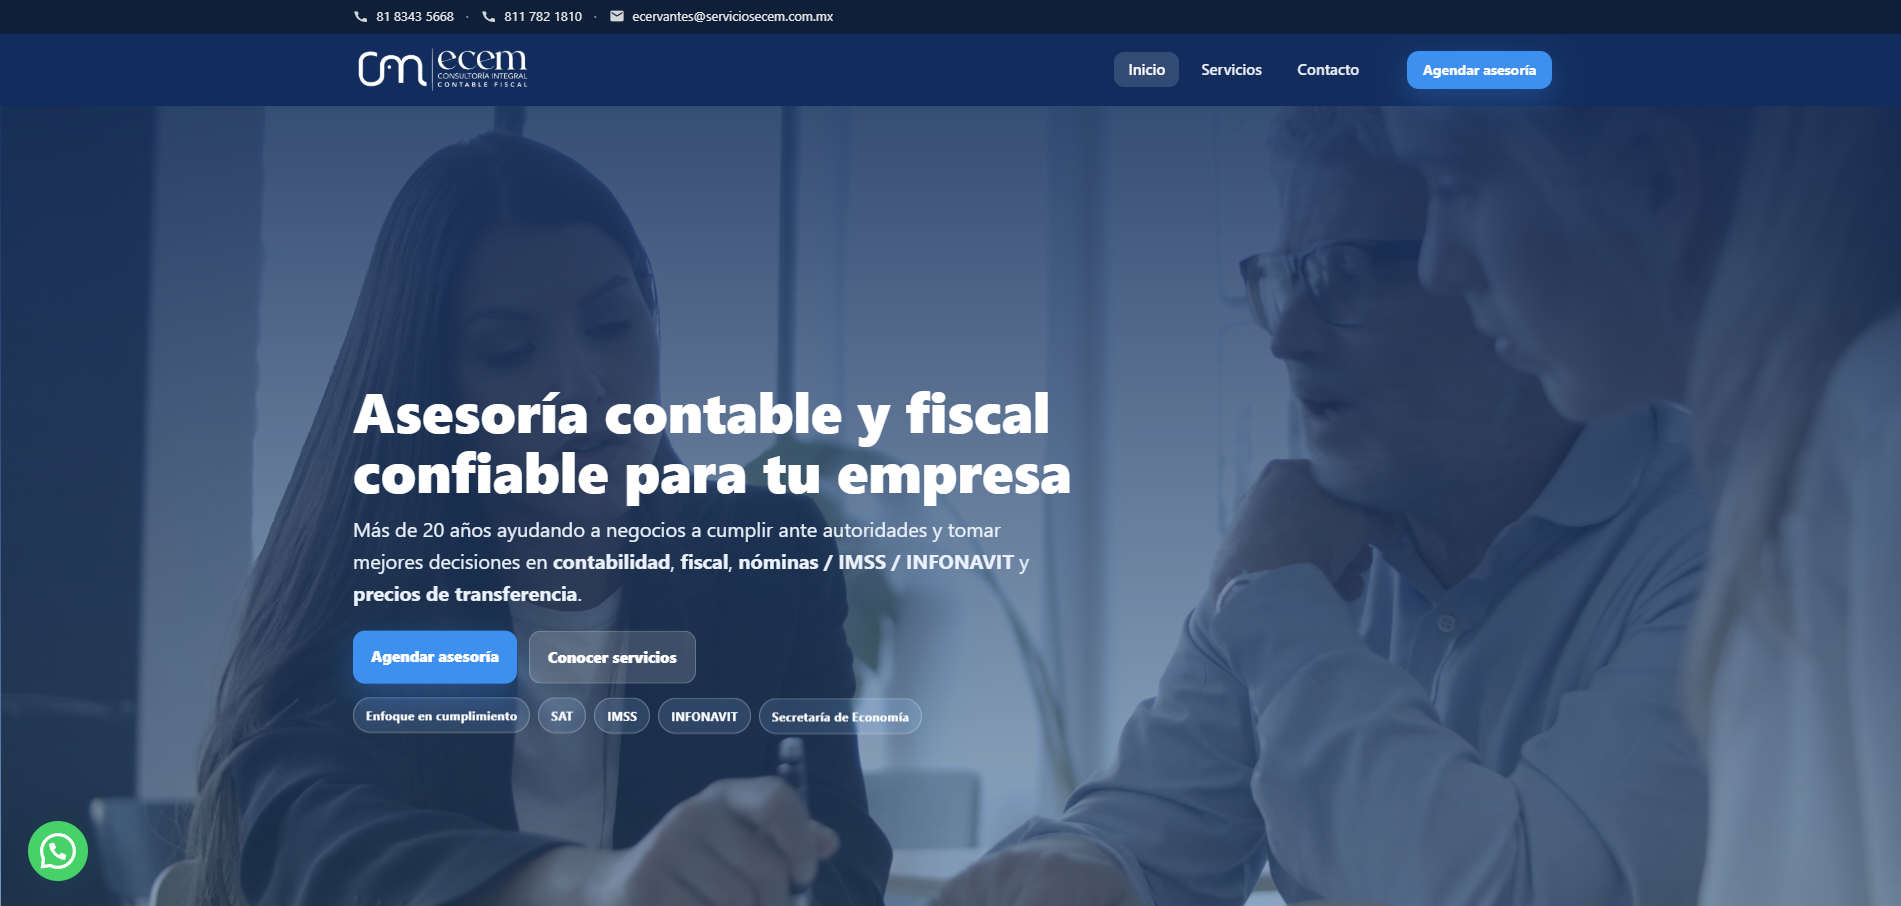 81 8343 5668 · 811 782 1810 · ecervantes@serviciosecem.com.mx
cm ecem
CONSULTORÍA INTEGRAL
CONTABLE FISCAL
Inicio Servicios Contacto Agendar asesoría
Asesoría contable y fiscal
confiable para tu empresa
Más de 20 años ayudando a negocios a cumplir ante autoridades y tomar
mejores decisiones en contabilidad, fiscal, nóminas / IMSS / INFONAVIT y
precios de transferencia.
Agendar asesoría Conocer servicios
Enfoque en cumplimiento SAT IMSS INFONAVIT Secretaría de Economía